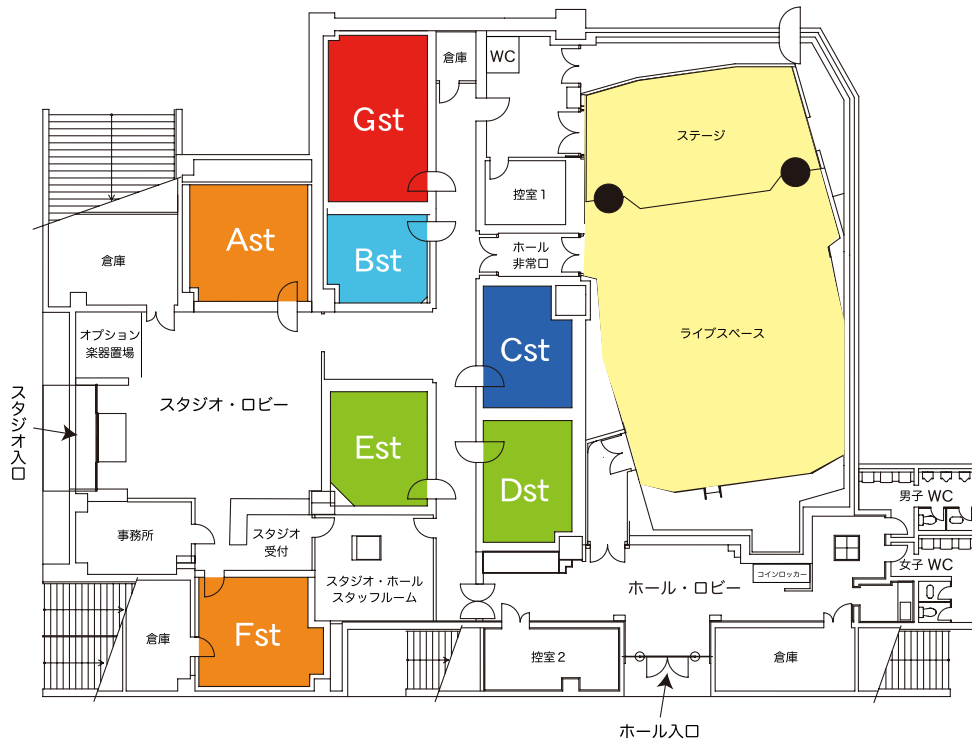 倉庫
WC
Gst
ステージ
控室1
Ast
Bst
ホール
非常口
倉庫
オプション
楽器置場
Cst
ライブスペース
スタジオ・ロビー
スタジオ入口
Est
Dst
男子 WC
事務所
スタジオ
受付
女子 WC
スタジオ・ホール
スタッフルーム
ホール・ロビー
コインロッカー
倉庫
Fst
控室2
倉庫
ホール入口